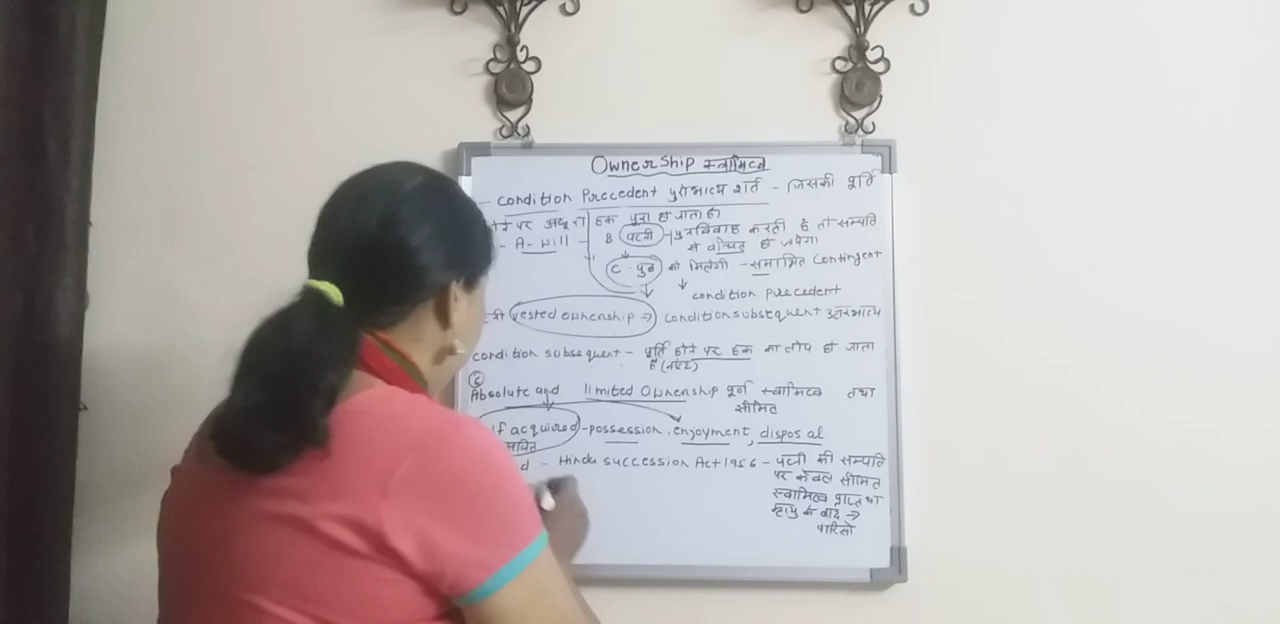 Ownership स्वामित्व
- condition Precedent पुरोभाव्य शर्त - जिसकी पूर्ति
होने पर अधूरा हक पूरा हो जाता है।
- A - will - B पत्नी - पुनर्विवाह करती है तो सम्पत्ति
से वंचित हो जायेगी
C - पुत्र को मिलेगी - समाश्रित Contingent
↓ condition precedent
vested ownership → condition subsequent उत्तरभाव्य
condition subsequent - पूर्ति होने पर हक का लोप हो जाता
है (नष्ट)
⑥
Absolute and limited Ownership पूर्ण स्वामित्व तथा
सीमित
If acquired - possession, enjoyment, disposal
d - Hindu succession Act 1956 - पत्नी की सम्पत्ति
पर केवल सीमित
स्वामित्व प्राप्त था
मृत्यु के बाद →
वारिसो